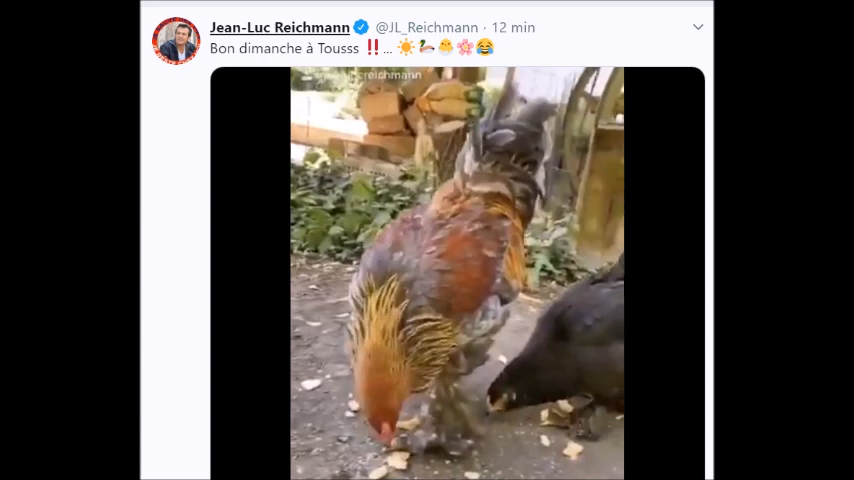 Jean-Luc Reichmann @JL_Reichmann · 12 min
Bon dimanche à Tousss ‼️... ☀️🦆🐣🌸😂